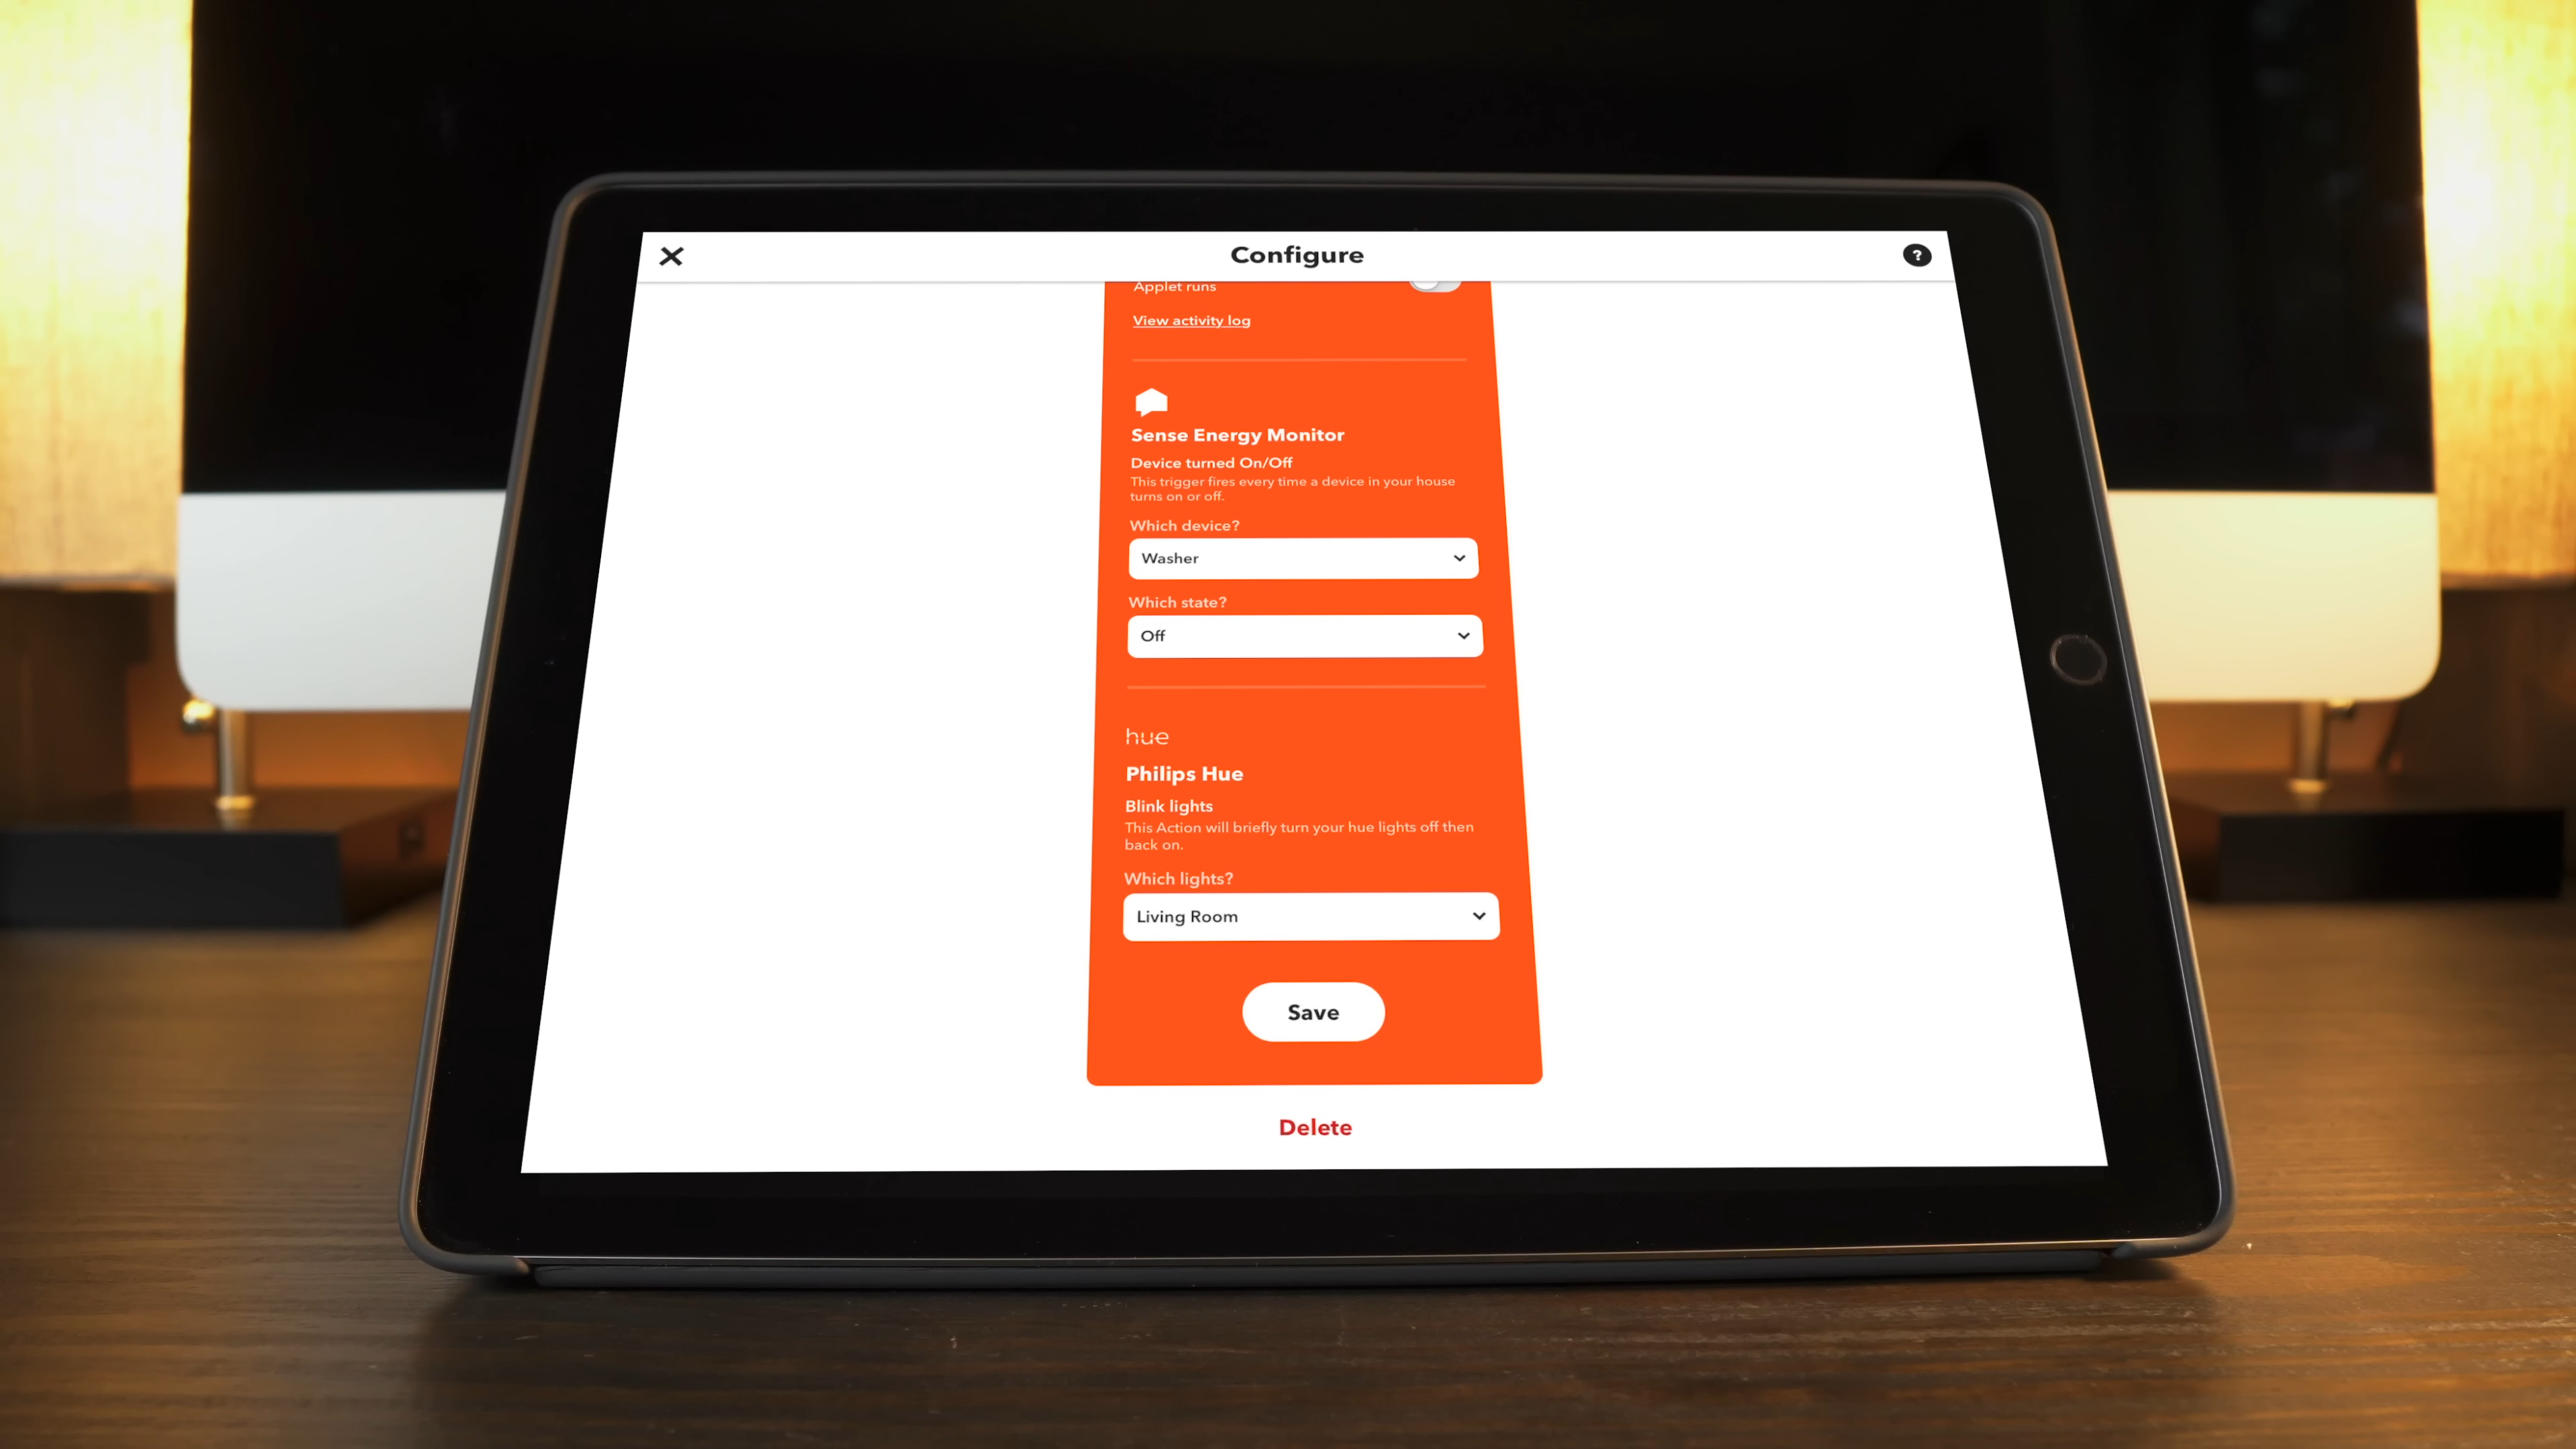 Configure
?
Applet runs
View activity log
Sense Energy Monitor
Device turned On/Off
This trigger fires every time a device in your house
turns on or off.
Which device?
Washer
Which state?
Off
hue
Philips Hue
Blink lights
This Action will briefly turn your hue lights off then
back on.
Which lights?
Living Room
Save
Delete